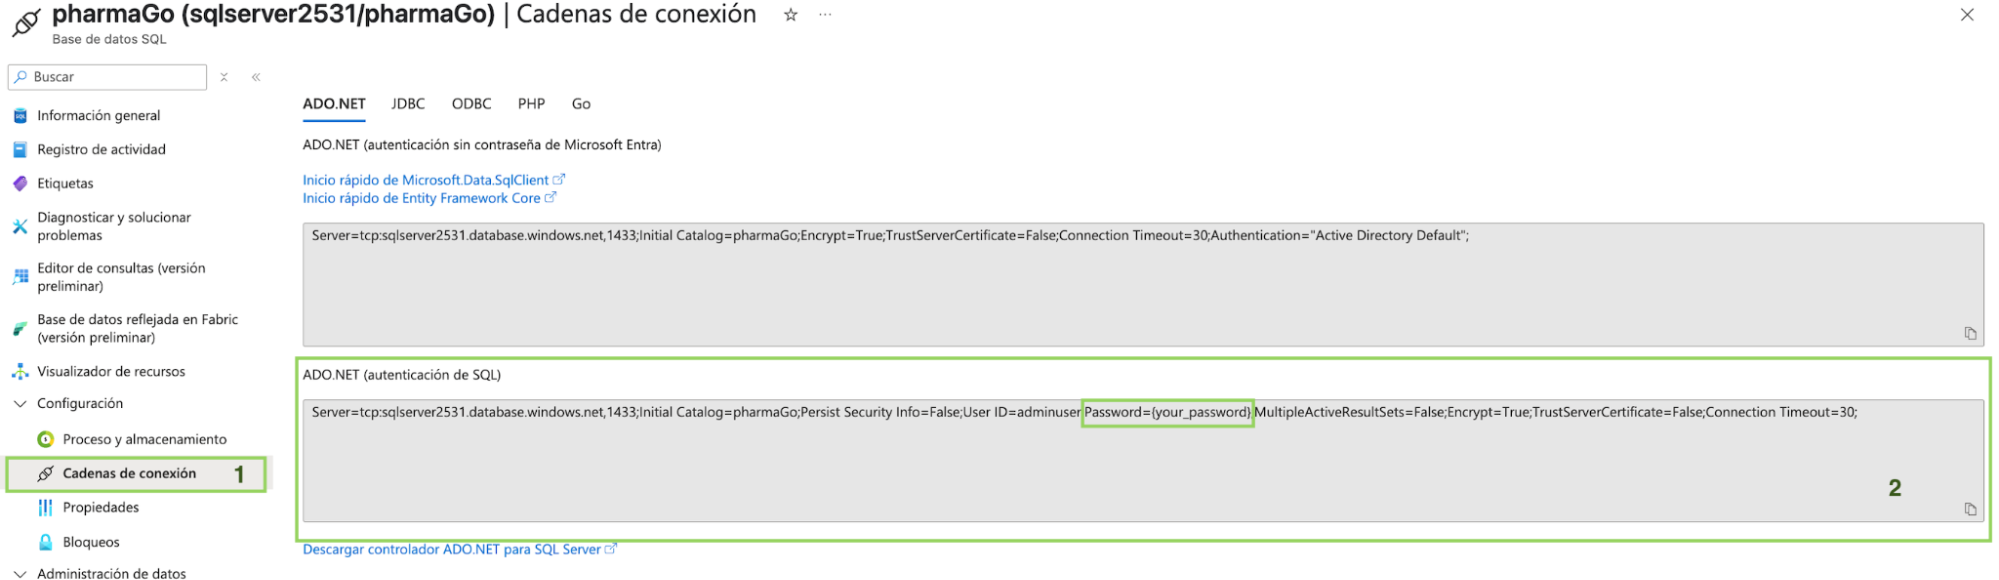 pharmaGo (sqlserver2531/pharmaGo) | Cadenas de conexión
Base de datos SQL
Buscar
Información general
Registro de actividad
Etiquetas
Diagnosticar y solucionar
problemas
Editor de consultas (versión
preliminar)
Base de datos reflejada en Fabric
(versión preliminar)
Visualizador de recursos
Configuración
Proceso y almacenamiento
Cadenas de conexión 1
Propiedades
Bloqueos
Administración de datos
ADO.NET JDBC ODBC PHP Go
ADO.NET (autenticación sin contraseña de Microsoft Entra)
Inicio rápido de Microsoft.Data.SqlClient
Inicio rápido de Entity Framework Core
Server=tcp:sqlserver2531.database.windows.net,1433;Initial Catalog=pharmaGo;Encrypt=True;TrustServerCertificate=False;Connection Timeout=30;Authentication="Active Directory Default";
ADO.NET (autenticación de SQL)
Server=tcp:sqlserver2531.database.windows.net,1433;Initial Catalog=pharmaGo;Persist Security Info=False;User ID=adminuser Password={your_password} MultipleActiveResultSets=False;Encrypt=True;TrustServerCertificate=False;Connection Timeout=30;
2
Descargar controlador ADO.NET para SQL Server